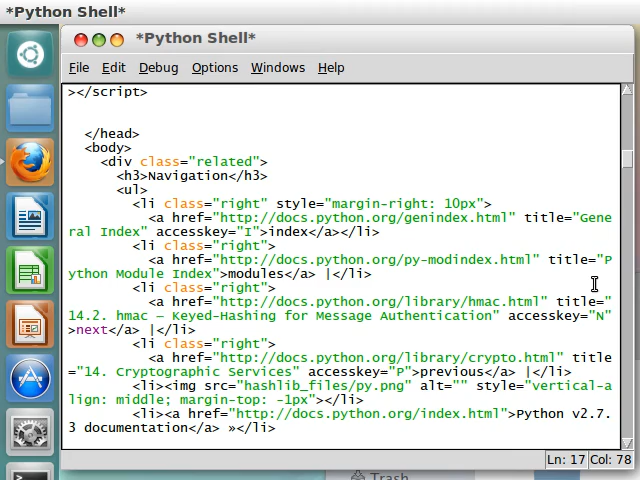 *Python Shell*
*Python Shell*
File Edit Debug Options Windows Help
></script>
</head>
<body>
<div class="related">
<h3>Navigation</h3>
<ul>
<li class="right" style="margin-right: 10px">
<a href="http://docs.python.org/genindex.html" title="Gene
ral Index" accesskey="I">index</a></li>
<li class="right">
<a href="http://docs.python.org/py-modindex.html" title="P
ython Module Index">modules</a> |</li>
<li class="right">
<a href="http://docs.python.org/library/hmac.html" title="
14.2. hmac — Keyed-Hashing for Message Authentication" accesskey="N"
>next</a> |</li>
<li class="right">
<a href="http://docs.python.org/library/crypto.html" title
="14. Cryptographic Services" accesskey="P">previous</a> |</li>
<li><img src="hashlib_files/py.png" alt="" style="vertical-a
lign: middle; margin-top: -1px"></li>
<li><a href="http://docs.python.org/index.html">Python v2.7.
3 documentation</a> »</li>
Ln: 17 Col: 78
Trash